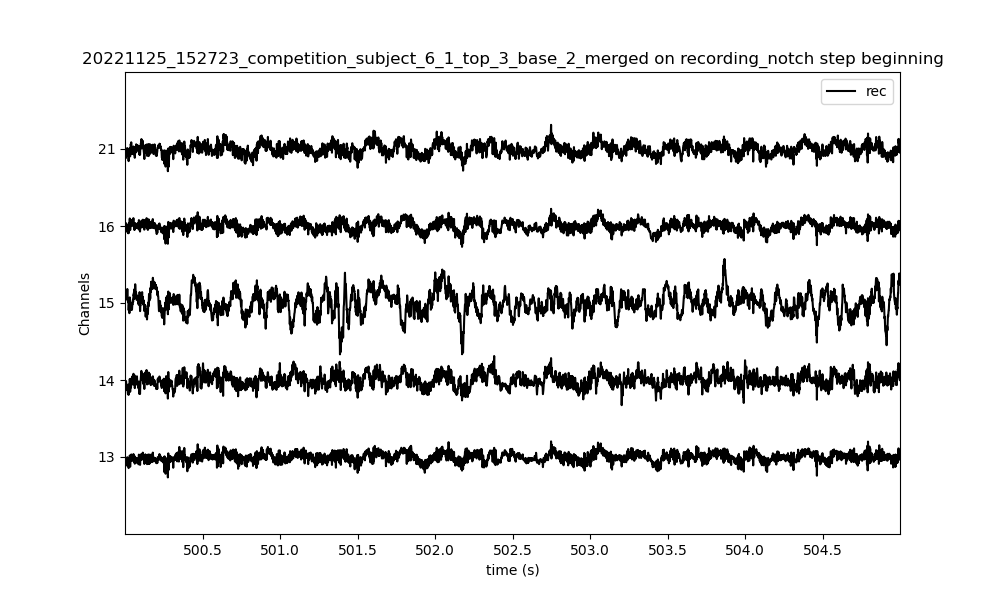 20221125_152723_competition_subject_6_1_top_3_base_2_merged on recording_notch step beginning
rec
21
16
15
14
13
Channels
500.5 501.0 501.5 502.0 502.5 503.0 503.5 504.0 504.5
time (s)